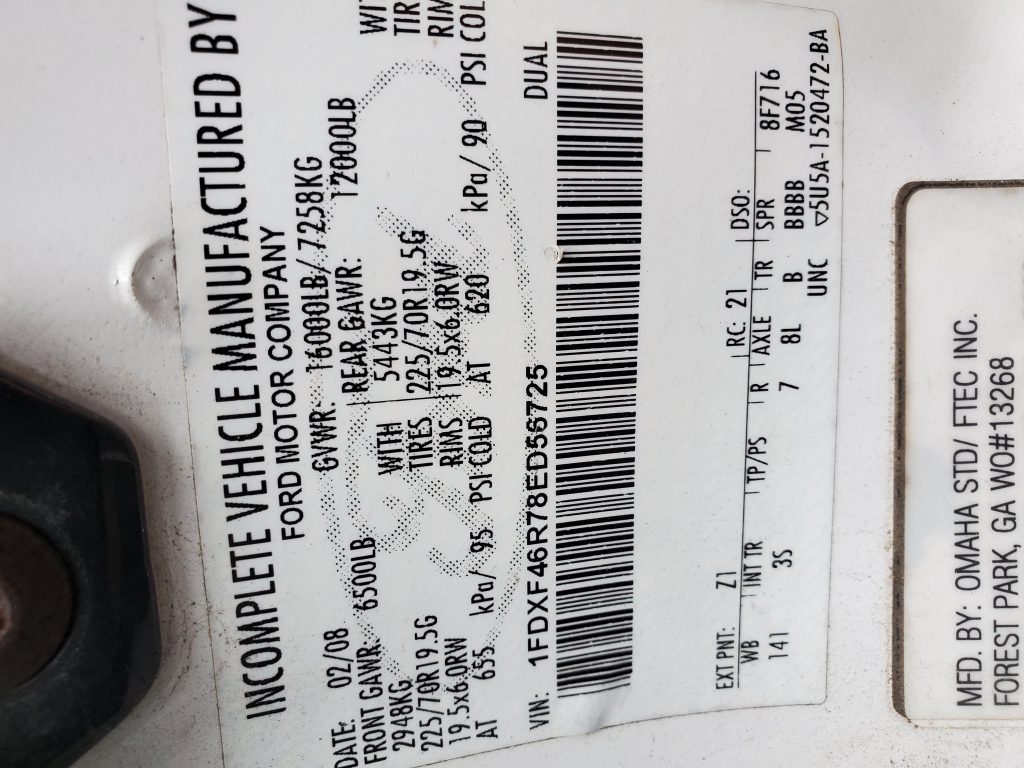 INCOMPLETE VEHICLE MANUFACTURED BY
FORD MOTOR COMPANY
DATE: 02/08 GVWR: 16000LB/ 7258KG
FRONT GAWR: 6500LB REAR GAWR: 12000LB
2948KG WITH 5443KG WIT
225/70R19.5G TIRES 225/70R19.5G TIR
19.5x6.0RW RIMS 19.5x6.0RW RIM
AT 655 kPa/ 95 PSI COLD AT 620 kPa/ 90 PSI COL
VIN: 1FDXF46R78ED56725 DUAL
EXT PNT: Z1 RC: 21 DSO:
WB INT TR TP/PS R AXLE TR SPR 8F716
141 3S 7 8L B BBBB M05
UNC ▽5U5A-1520472-BA
MFD. BY: OMAHA STD/ FTEC INC.
FOREST PARK, GA WO#13268